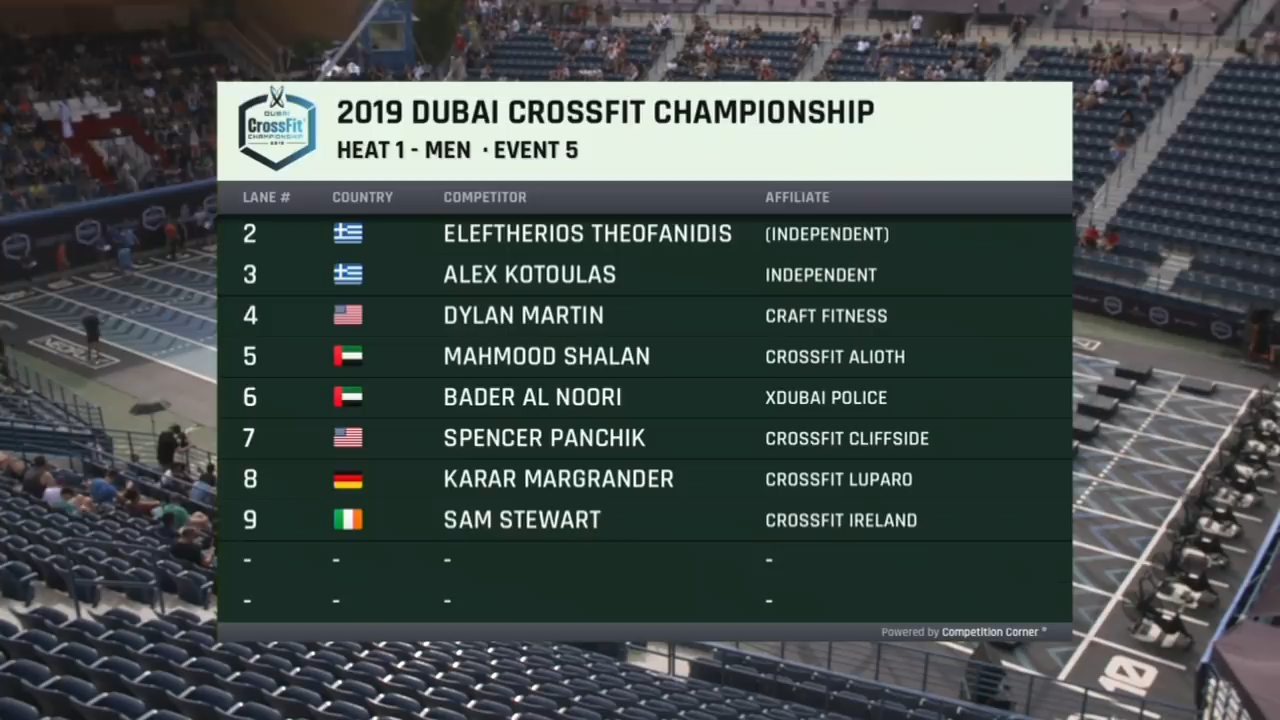 DUBAI
CrossFit
CHAMPIONSHIP
2019
2019 DUBAI CROSSFIT CHAMPIONSHIP
HEAT 1 - MEN · EVENT 5
LANE # COUNTRY COMPETITOR AFFILIATE
2 ELEFTHERIOS THEOFANIDIS (INDEPENDENT)
3 ALEX KOTOULAS INDEPENDENT
4 DYLAN MARTIN CRAFT FITNESS
5 MAHMOOD SHALAN CROSSFIT ALIOTH
6 BADER AL NOORI XDUBAI POLICE
7 SPENCER PANCHIK CROSSFIT CLIFFSIDE
8 KARAR MARGRANDER CROSSFIT LUPARO
9 SAM STEWART CROSSFIT IRELAND
- - - -
- - - -
Powered by Competition Corner ®
10